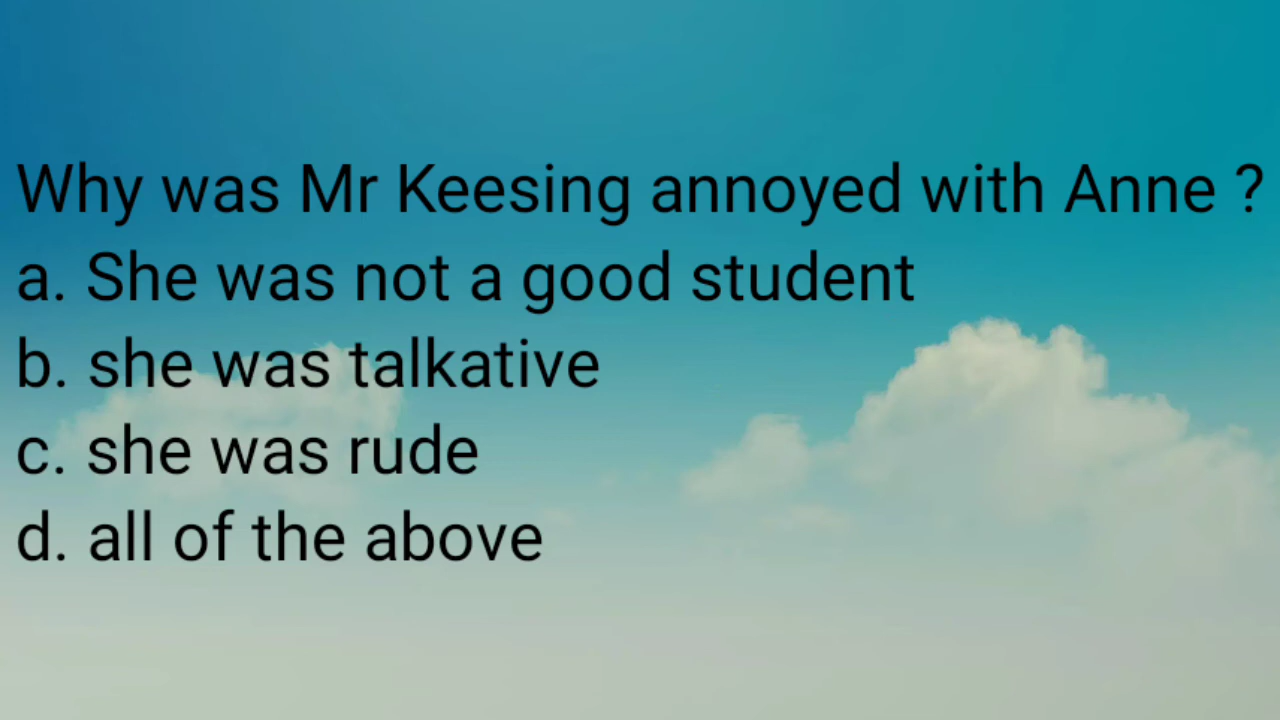 Why was Mr Keesing annoyed with Anne ?
a. She was not a good student
b. she was talkative
c. she was rude
d. all of the above